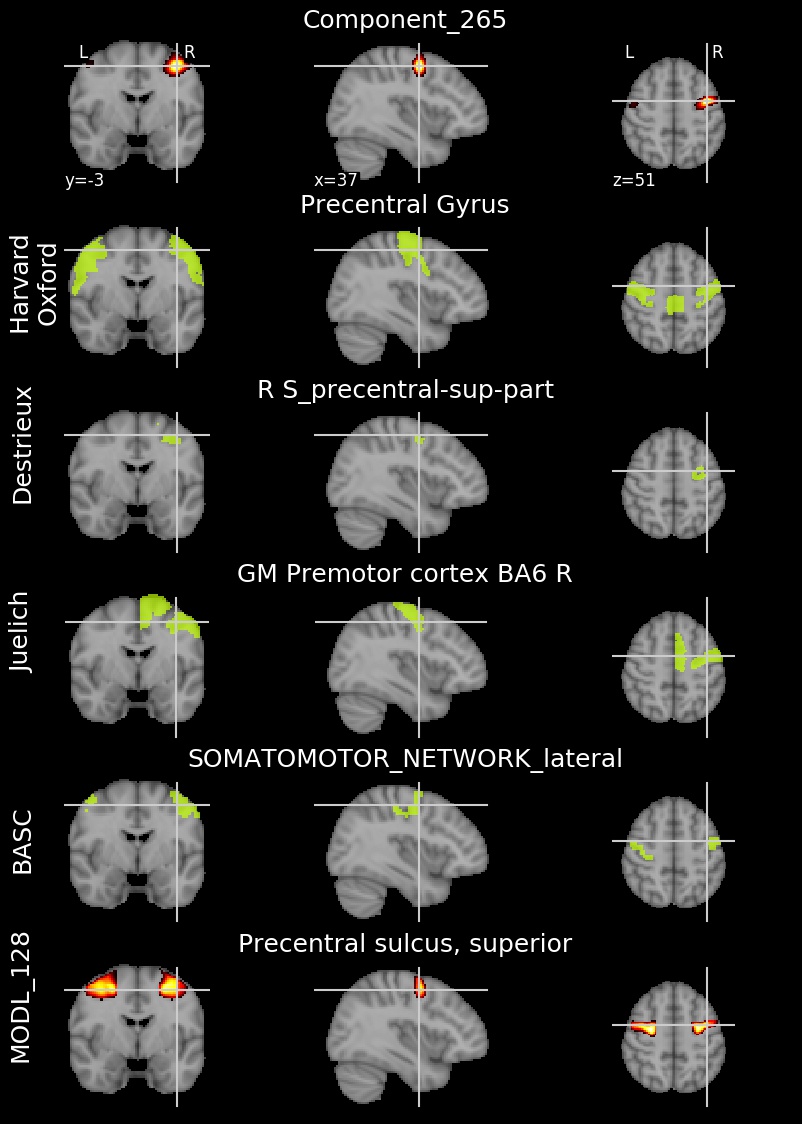 Component_265
L R
L R
y=-3
x=37
z=51
Precentral Gyrus
Harvard
Oxford
R S_precentral-sup-part
Destrieux
GM Premotor cortex BA6 R
Juelich
SOMATOMOTOR_NETWORK_lateral
BASC
Precentral sulcus, superior
MODL_128